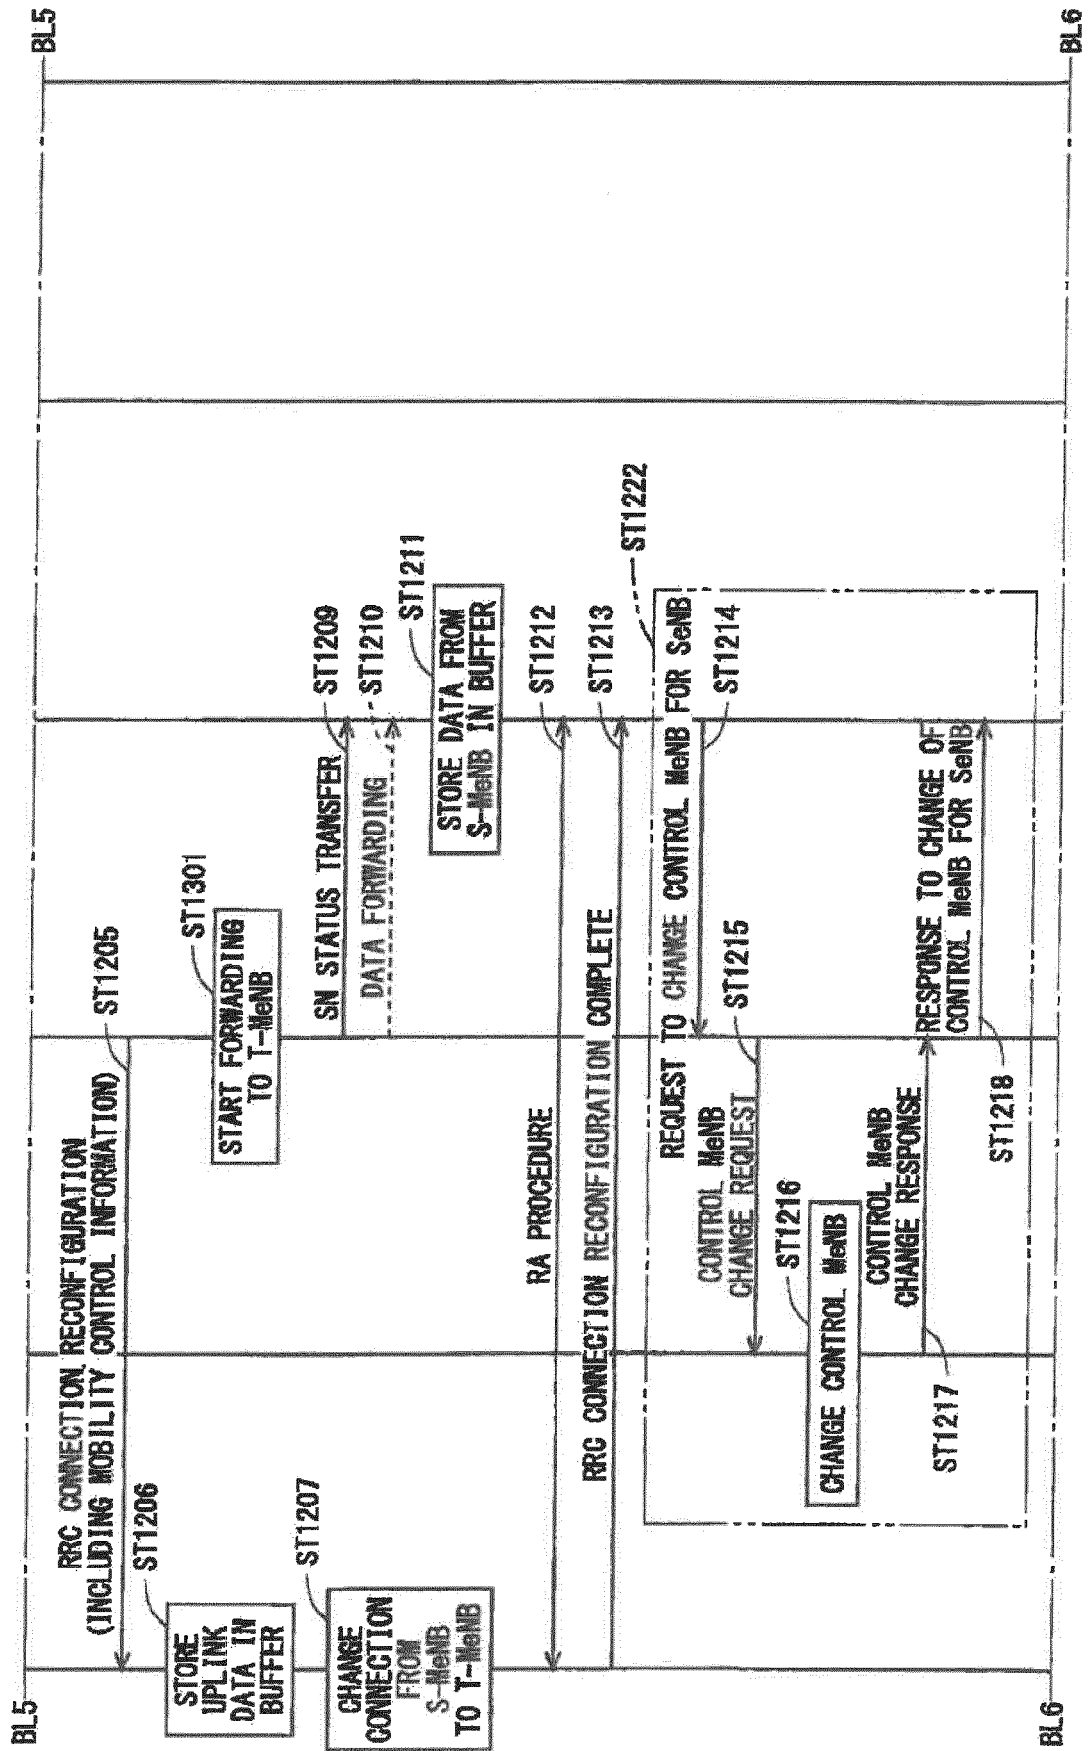 BL5
BL5
RRC CONNECTION RECONFIGURATION
(INCLUDING MOBILITY CONTROL INFORMATION)
ST1205
ST1206
STORE
UPLINK
DATA IN
BUFFER
ST1301
START FORWARDING
TO T-MeNB
ST1207
CHANGE
CONNECTION
FROM
S-MeNB
TO T-MeNB
SN STATUS TRANSFER
ST1209
DATA FORWARDING
ST1210
ST1211
STORE DATA FROM
S-MeNB IN BUFFER
RA PROCEDURE
ST1212
RRC CONNECTION RECONFIGURATION COMPLETE
ST1213
ST1222
REQUEST TO CHANGE CONTROL MeNB FOR SeNB
ST1214
CONTROL MeNB
CHANGE REQUEST
ST1215
ST1216
CHANGE CONTROL MeNB
CONTROL MeNB
CHANGE RESPONSE
ST1217
RESPONSE TO CHANGE OF
CONTROL MeNB FOR SeNB
ST1218
BL6
BL6